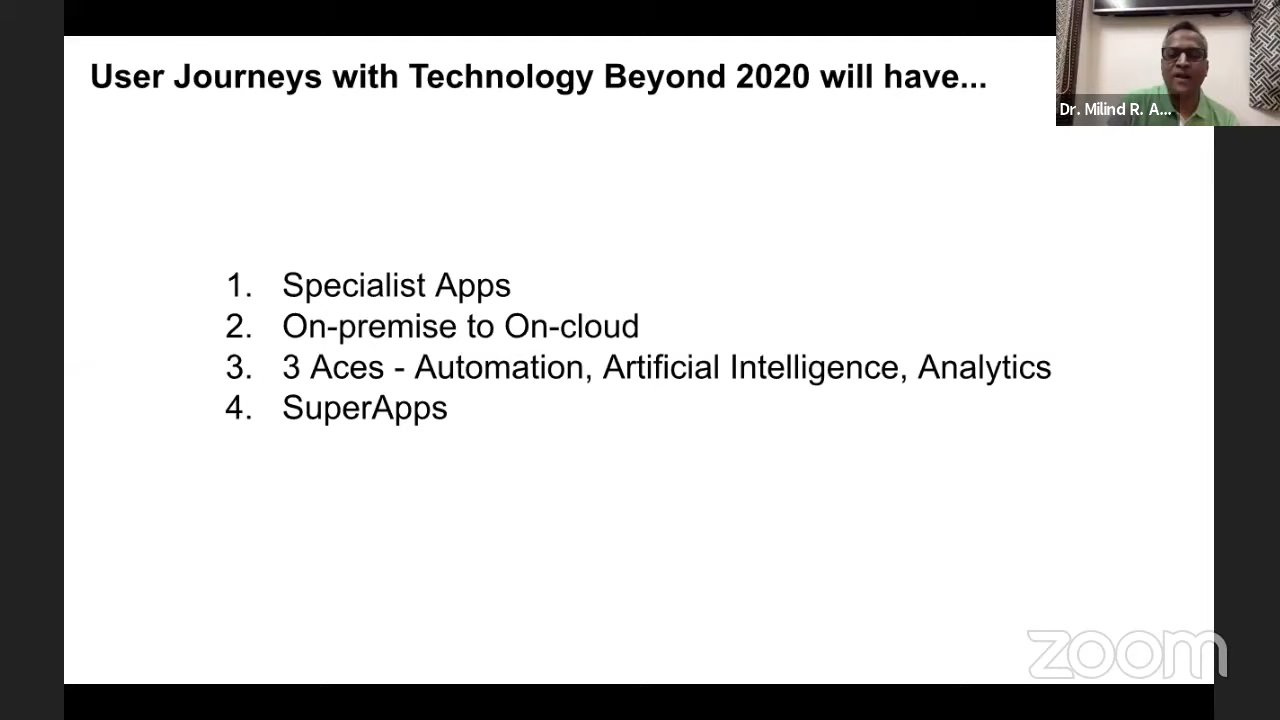 User Journeys with Technology Beyond 2020 will have...
Dr. Milind R. A...
1. Specialist Apps
2. On-premise to On-cloud
3. 3 Aces - Automation, Artificial Intelligence, Analytics
4. SuperApps
zoom